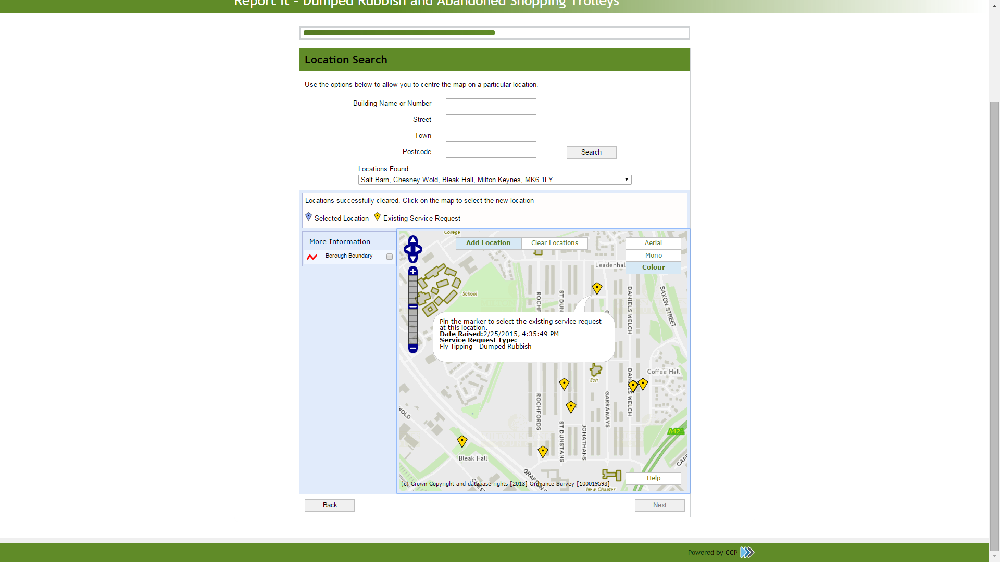 Report It - Dumped Rubbish and Abandoned Shopping Trolleys
Location Search
Use the options below to allow you to centre the map on a particular location.
Building Name or Number
Street
Town
Postcode
Search
Locations Found
Salt Barn, Chesney Wold, Bleak Hall, Milton Keynes, MK6 1LY
Locations successfully cleared. Click on the map to select the new location
Selected Location
Existing Service Request
More Information
Borough Boundary
College
Add Location
Clear Locations
Aerial
Mono
Colour
Leadenhal
School
ROCHF
ST DUN
DANIELS WELCH
SAXON STREET
Pin the marker to select the existing service request
at this location.
Date Raised:2/25/2015, 4:35:49 PM
Service Request Type:
Fly Tipping - Dumped Rubbish
Sch
Coffee Hall
DANIELS WELCH
ROCHFORDS
GARRAWAYS
ST DUNSTANS
JONATHANS
WOLD
A421
Bleak Hall
CAPE
GRAFTON S
CHES
Help
(c) Crown Copyright and database rights [2013] Ordnance Survey [100019593]
New Chapter
Back
Next
Powered by CCP